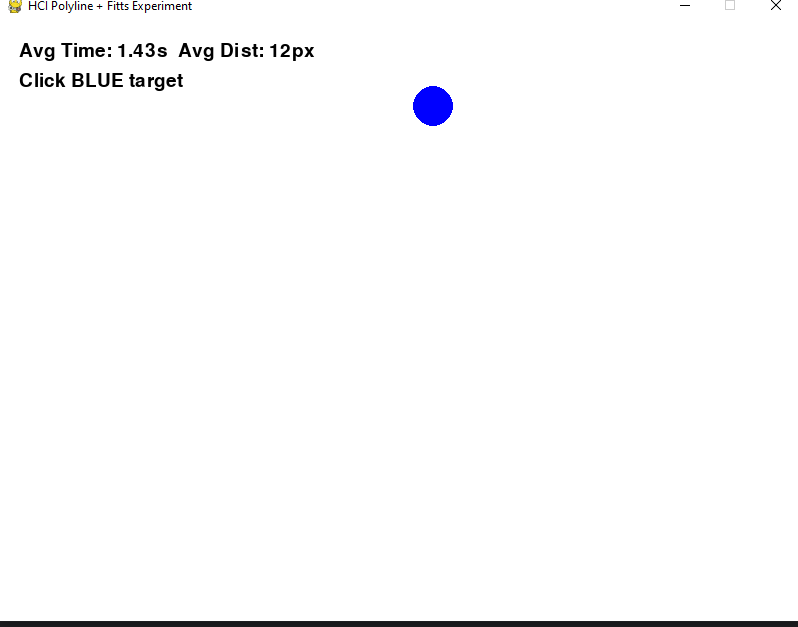 HCI Polyline + Fitts Experiment
Avg Time: 1.43s  Avg Dist: 12px
Click BLUE target